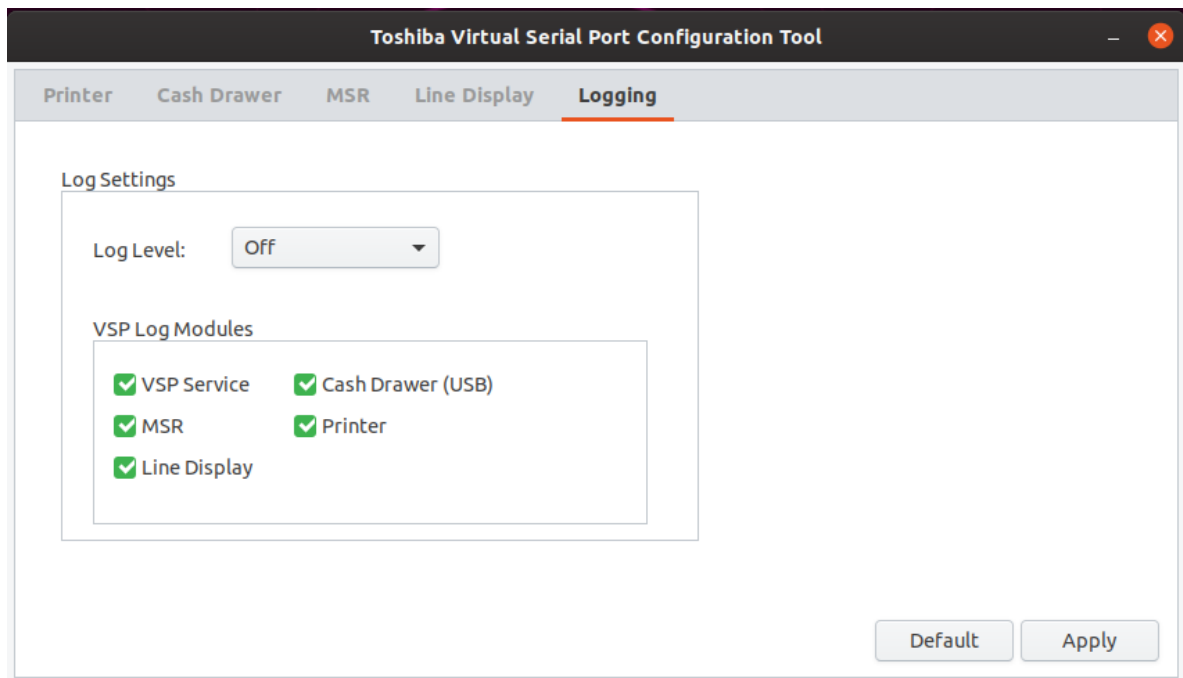 Toshiba Virtual Serial Port Configuration Tool
Printer Cash Drawer MSR Line Display Logging
Log Settings
Log Level: Off
VSP Log Modules
VSP Service Cash Drawer (USB)
MSR Printer
Line Display
Default Apply